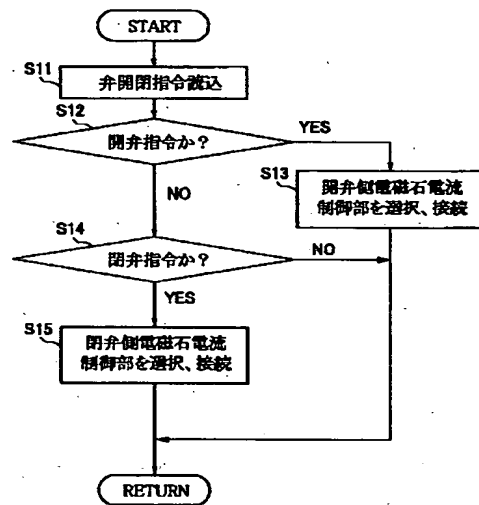 START
S11
弁開閉指令読込
S12
開弁指令か？
YES
NO
S13
開弁側電磁石電流
制御部を選択、接続
S14
閉弁指令か？
NO
YES
S15
閉弁側電磁石電流
制御部を選択、接続
RETURN